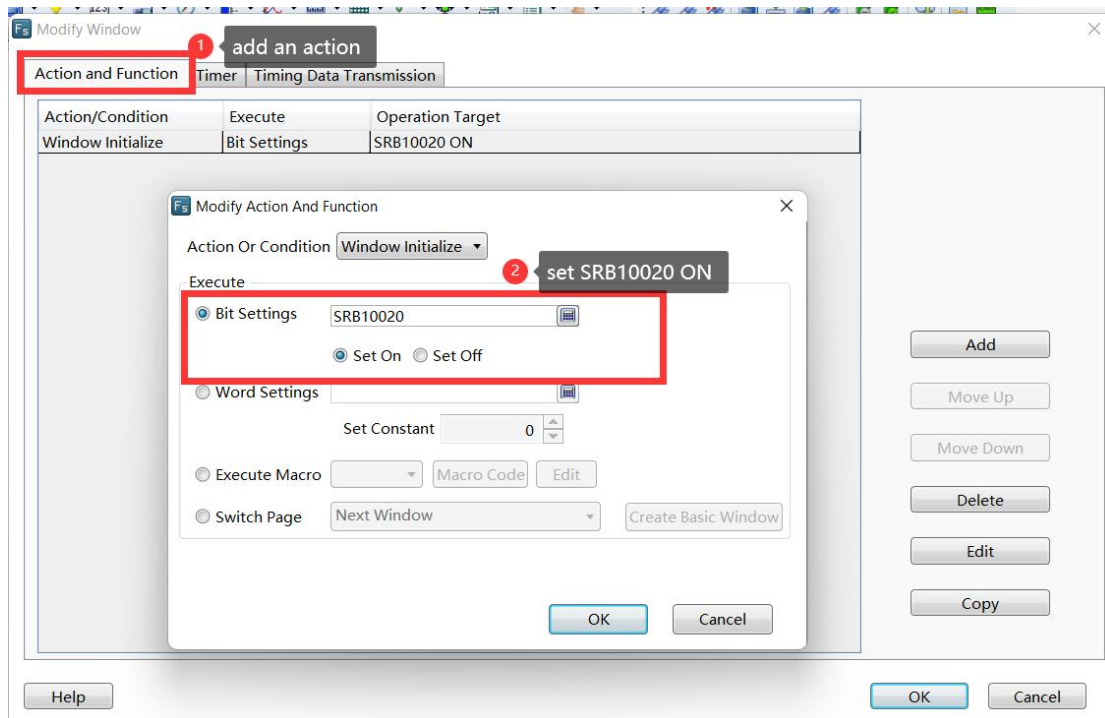 Fs Modify Window
1 add an action
Action and Function Timer Timing Data Transmission
Action/Condition Execute Operation Target
Window Initialize Bit Settings SRB10020 ON
Fs Modify Action And Function
Action Or Condition Window Initialize
2 set SRB10020 ON
Execute
Bit Settings SRB10020
Set On Set Off
Word Settings
Set Constant 0
Execute Macro Macro Code Edit
Switch Page Next Window Create Basic Window
OK Cancel
Add
Move Up
Move Down
Delete
Edit
Copy
Help OK Cancel